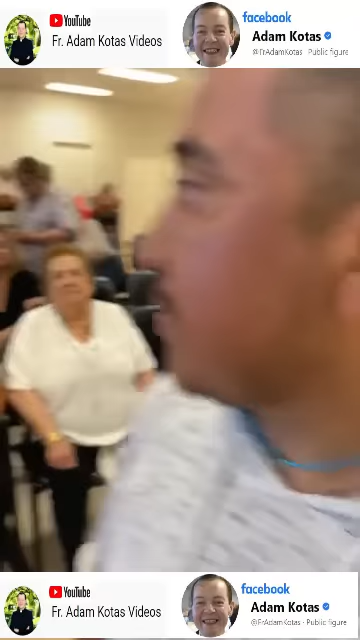 YouTube
Fr. Adam Kotas Videos
facebook
Adam Kotas
@FrAdamKotas · Public figure
YouTube
Fr. Adam Kotas Videos
facebook
Adam Kotas
@FrAdamKotas · Public figure